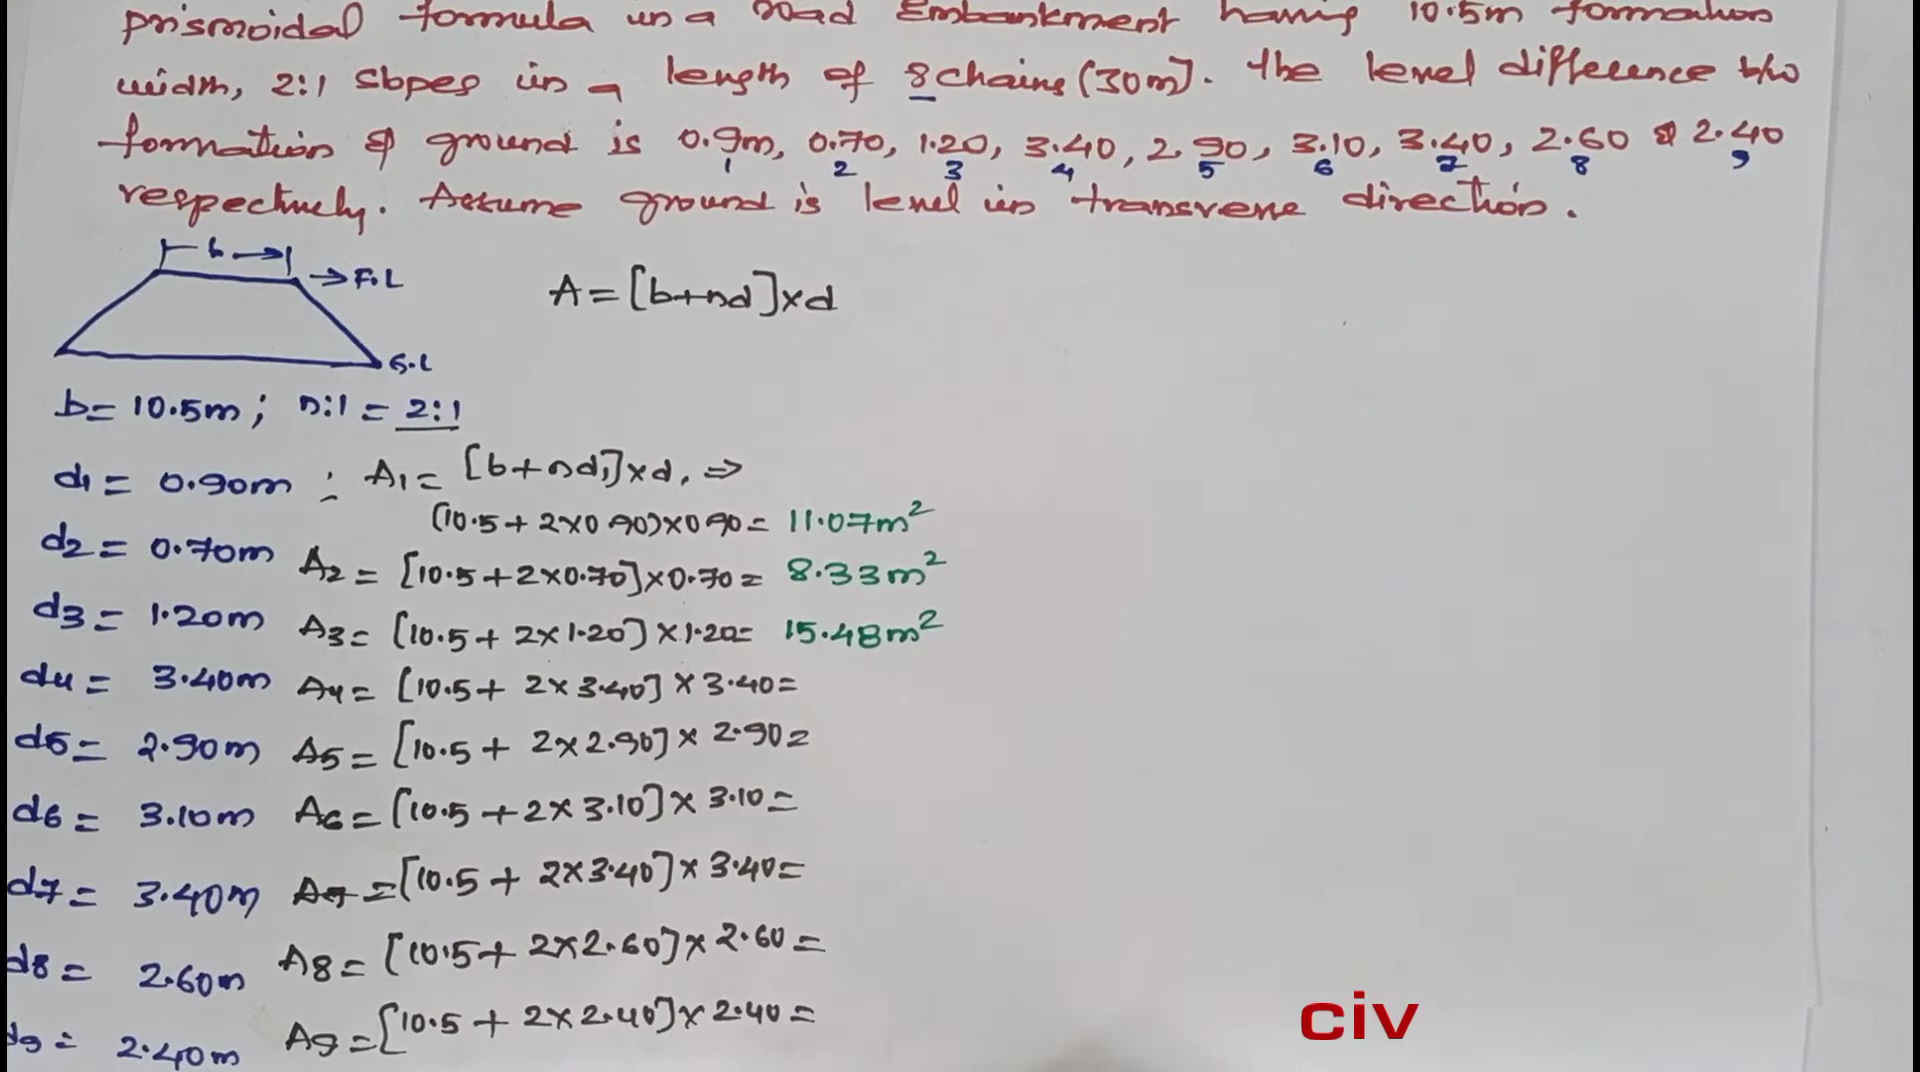 prismoidal formula in a road Embankment having 10.5m formation
width, 2:1 slopes in a length of 8 chains (30m). The level difference b/w
formation & ground is 0.9m, 0.70, 1.20, 3.40, 2.90, 3.10, 3.40, 2.60 & 2.40
1 2 3 4 5 6 7 8 9
respectively. Assume ground is level in transverse direction.
b
F.L
A = [b+nd]xd
G.L
b = 10.5m ; n:1 = 2:1
d1 = 0.90m : A1 = [b+nd1]xd1 ⇒
(10.5 + 2x0.90)x0.90 = 11.07m²
d2 = 0.70m A2 = [10.5+2x0.70]x0.70 = 8.33m²
d3 = 1.20m A3 = [10.5+ 2x1.20] x1.20= 15.48m²
d4 = 3.40m A4 = [10.5+ 2x3.40] x 3.40=
d5 = 2.90m A5 = [10.5+ 2x2.90] x 2.90=
d6 = 3.10m A6 = [10.5+2x 3.10] x 3.10=
d7 = 3.40m A7 = [10.5+ 2x3.40] x 3.40=
d8 = 2.60m A8 = [10.5+ 2x2.60] x 2.60=
d9 = 2.40m A9 = [10.5+ 2x2.40] x 2.40=
civ